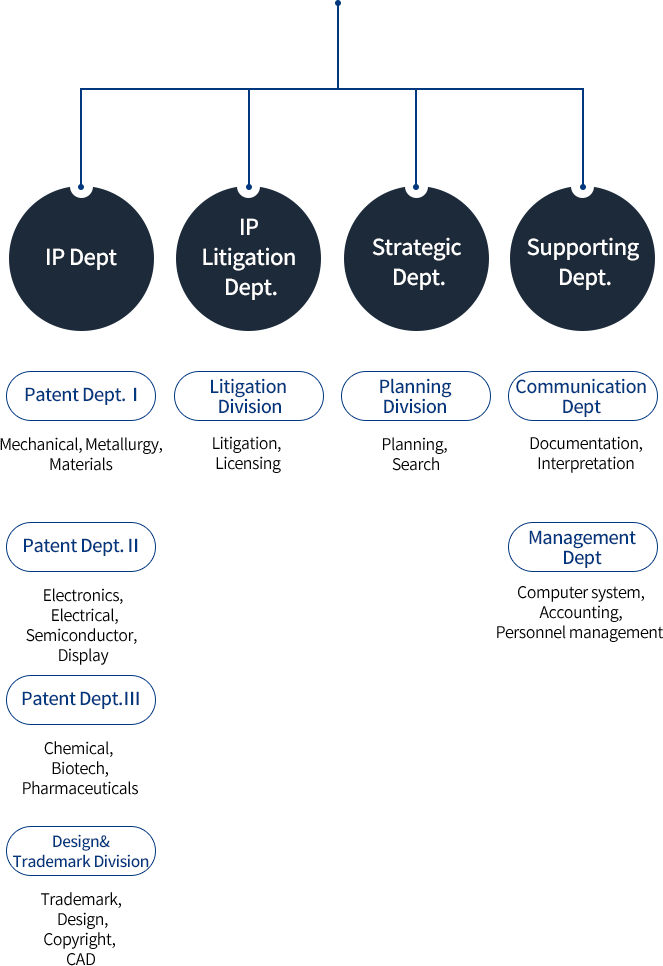 IP Dept
IP
Litigation
Dept.
Strategic
Dept.
Supporting
Dept.
Patent Dept. Ⅰ
Mechanical, Metallurgy,
Materials
Patent Dept. II
Electronics,
Electrical,
Semiconductor,
Display
Patent Dept.III
Chemical,
Biotech,
Pharmaceuticals
Design&
Trademark Division
Trademark,
Design,
Copyright,
CAD
Litigation
Division
Litigation,
Licensing
Planning
Division
Planning,
Search
Communication
Dept
Documentation,
Interpretation
Management
Dept
Computer system,
Accounting,
Personnel management